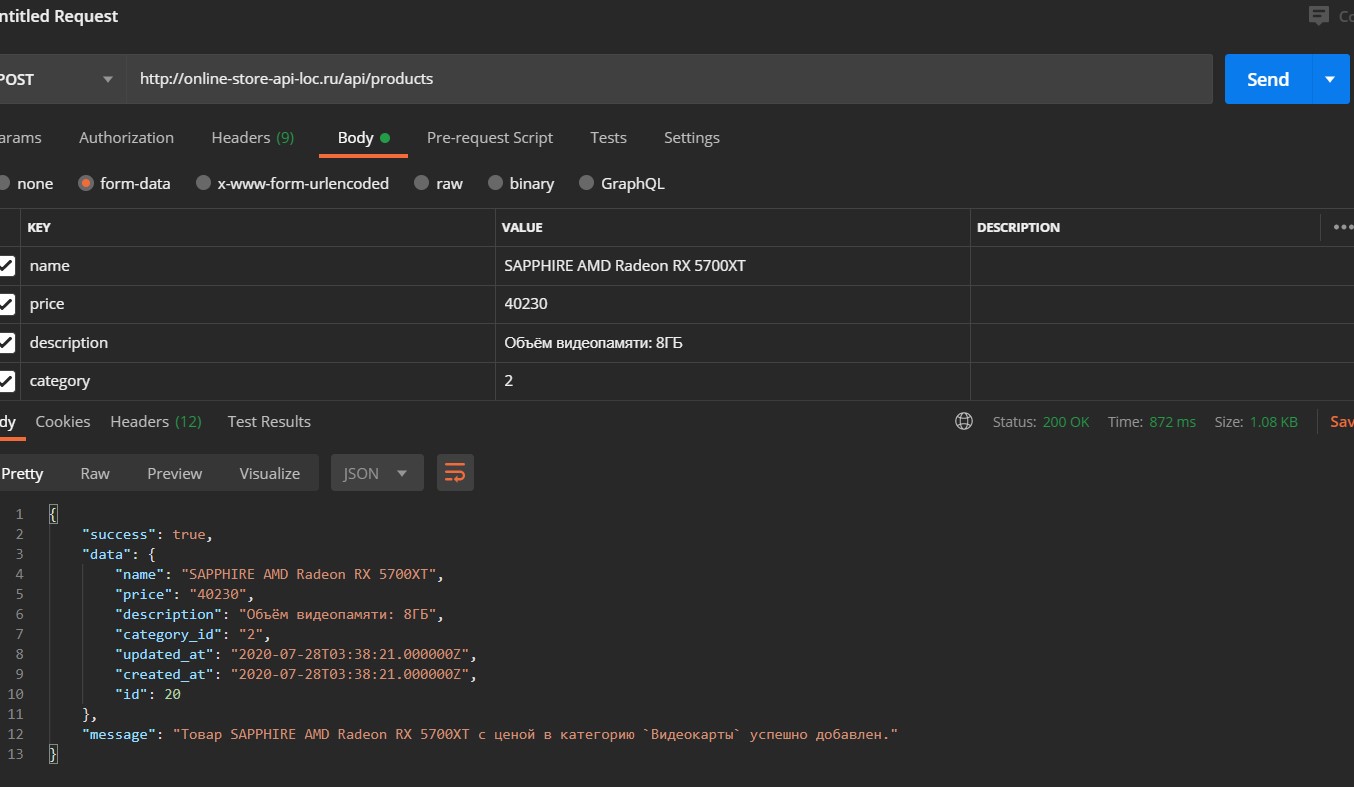 ntitled Request
Co
POST http://online-store-api-loc.ru/api/products Send
arams Authorization Headers (9) Body Pre-request Script Tests Settings
none form-data x-www-form-urlencoded raw binary GraphQL
KEY VALUE DESCRIPTION •••
name SAPPHIRE AMD Radeon RX 5700XT
price 40230
description Объём видеопамяти: 8ГБ
category 2
dy Cookies Headers (12) Test Results Status: 200 OK Time: 872 ms Size: 1.08 KB Sav
Pretty Raw Preview Visualize JSON
1 {
2 "success": true,
3 "data": {
4 "name": "SAPPHIRE AMD Radeon RX 5700XT",
5 "price": "40230",
6 "description": "Объём видеопамяти: 8ГБ",
7 "category_id": "2",
8 "updated_at": "2020-07-28T03:38:21.000000Z",
9 "created_at": "2020-07-28T03:38:21.000000Z",
10 "id": 20
11 },
12 "message": "Товар SAPPHIRE AMD Radeon RX 5700XT с ценой в категорию `Видеокарты` успешно добавлен."
13 }